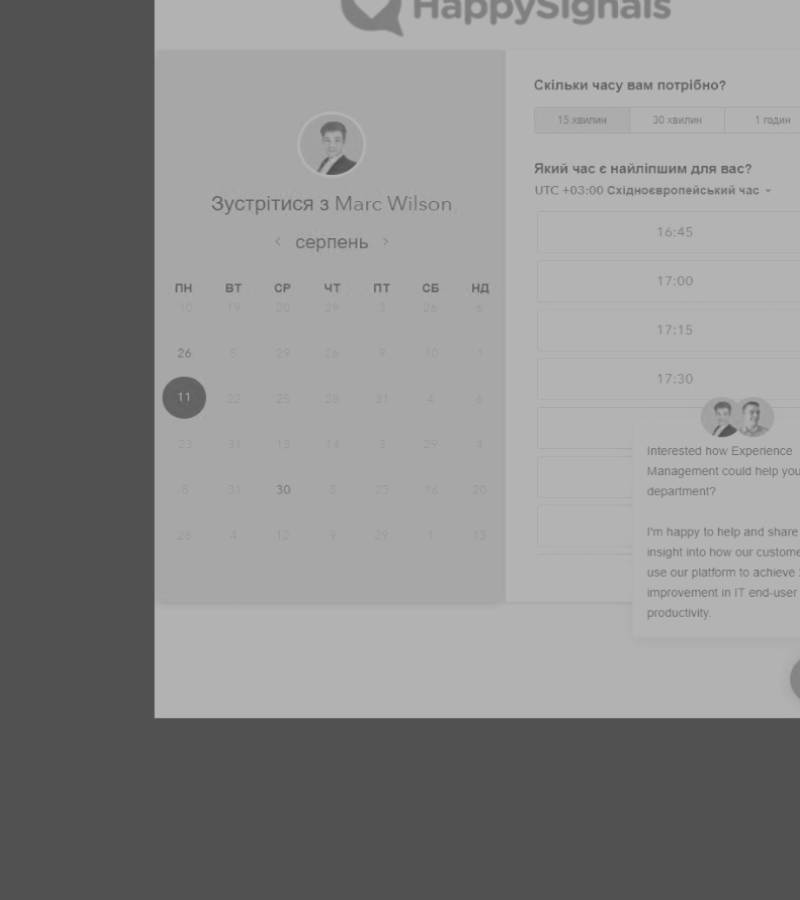 HappySignals
Зустрітися з Marc Wilson
‹ серпень ›
ПН ВТ СР ЧТ ПТ СБ НД
10 19 20 29 3 26 6
26 5 29 26 9 10 1
11 22 25 28 31 4 6
23 31 13 14 3 29 4
8 31 30 8 23 16 20
26 4 12 9 29 1 13
Скільки часу вам потрібно?
15 хвилин 30 хвилин 1 годин
Який час є найліпшим для вас?
UTC +03:00 Східноєвропейський час
16:45
17:00
17:15
17:30
Interested how Experience
Management could help you
department?
I'm happy to help and share
insight into how our custome
use our platform to achieve
improvement in IT end-user
productivity.